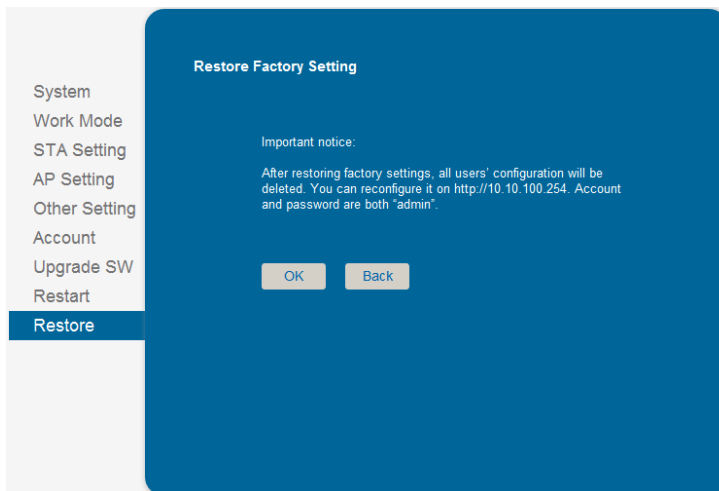 Restore Factory Setting
System
Work Mode
STA Setting
AP Setting
Other Setting
Account
Upgrade SW
Restart
Restore
Important notice:
After restoring factory settings, all users' configuration will be
deleted. You can reconfigure it on http://10.10.100.254. Account
and password are both "admin".
OK
Back